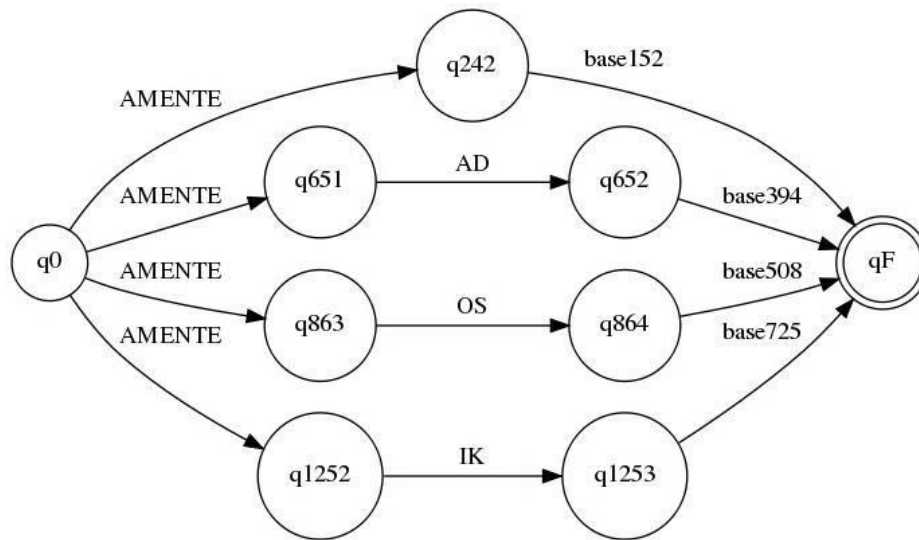 q242
base152
AMENTE
AD
q651
q652
AMENTE
base394
q0
qF
AMENTE
base508
OS
q863
q864
AMENTE
base725
IK
q1252
q1253